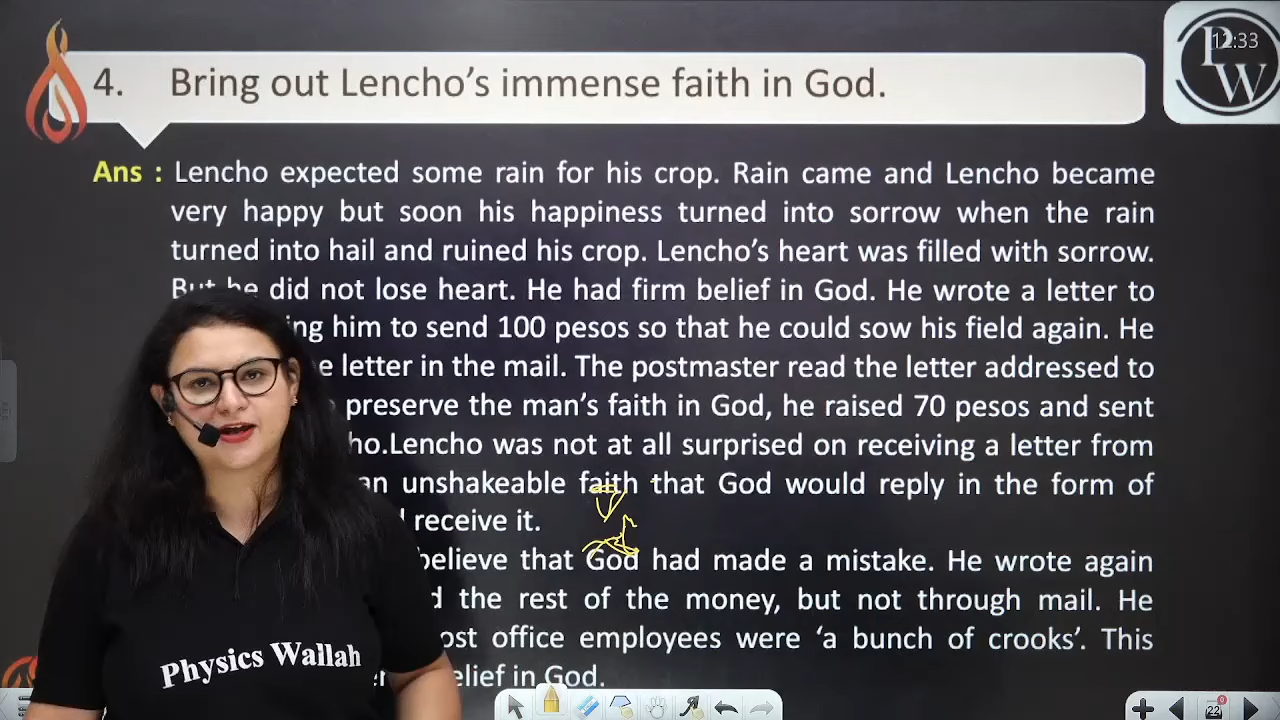 12:33
PW
4. Bring out Lencho's immense faith in God.
Ans : Lencho expected some rain for his crop. Rain came and Lencho became
very happy but soon his happiness turned into sorrow when the rain
turned into hail and ruined his crop. Lencho's heart was filled with sorrow.
But he did not lose heart. He had firm belief in God. He wrote a letter to
ing him to send 100 pesos so that he could sow his field again. He
e letter in the mail. The postmaster read the letter addressed to
preserve the man's faith in God, he raised 70 pesos and sent
ho.Lencho was not at all surprised on receiving a letter from
an unshakeable faith that God would reply in the form of
receive it.
believe that God had made a mistake. He wrote again
d the rest of the money, but not through mail. He
ost office employees were 'a bunch of crooks'. This
elief in God.
Physics Wallah
22